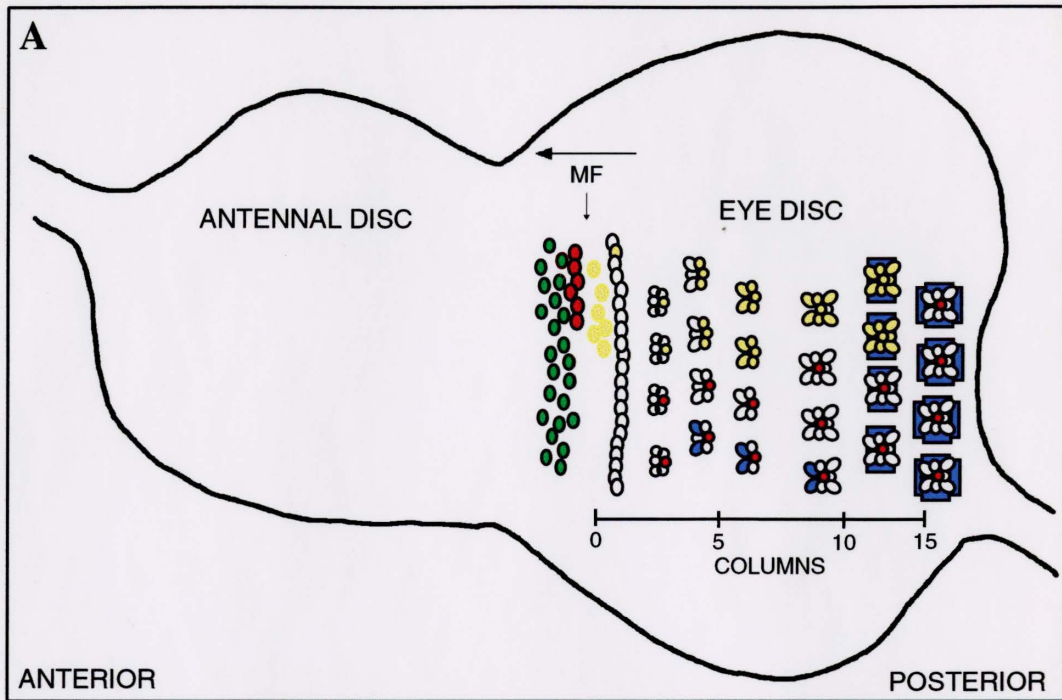 A
MF
ANTENNAL DISC
EYE DISC
0 5 10 15
COLUMNS
ANTERIOR POSTERIOR